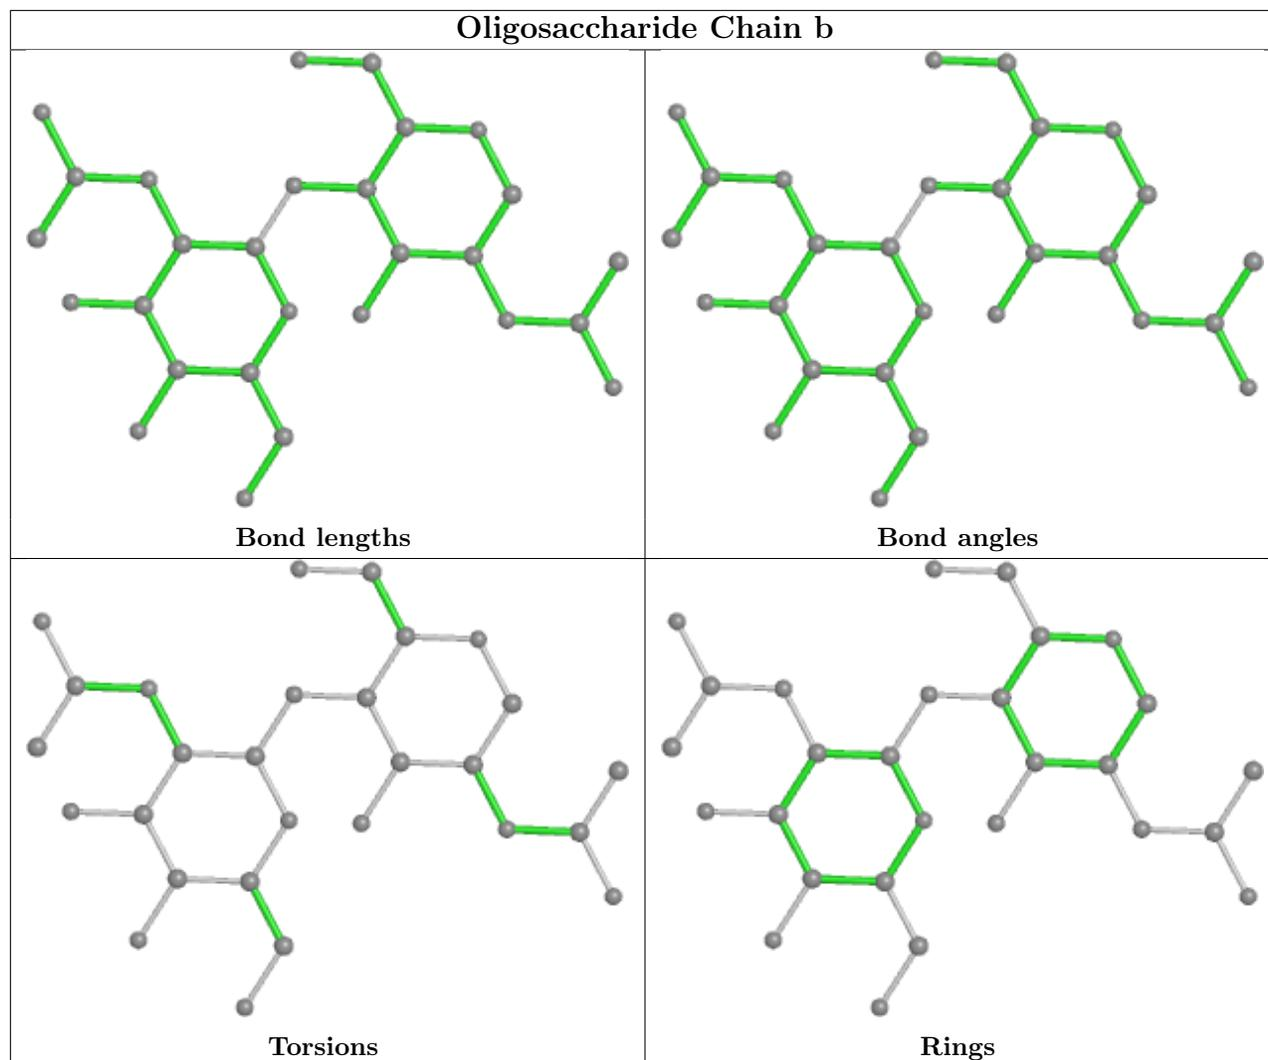 Oligosaccharide Chain b
Bond lengths
Bond angles
Torsions
Rings